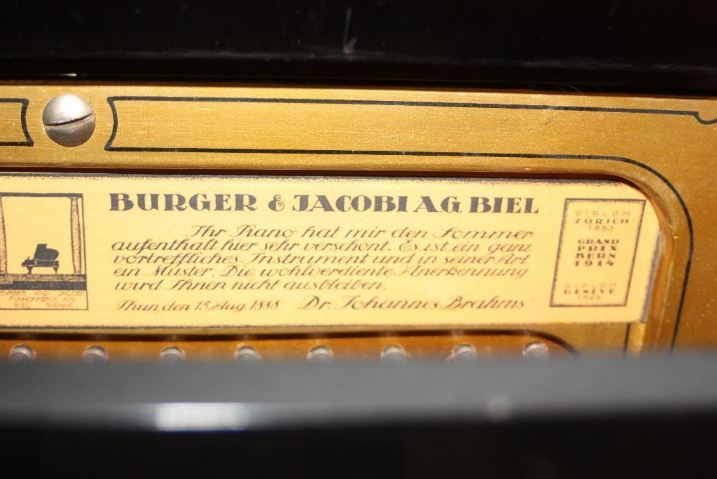 BURGER & JACOBI AG BIEL
Ihr Piano hat mir den Sommer
aufenthalt hier sehr verschönt. Es ist ein ganz
vortreffliches Instrument und in seiner Art
ein Muster. Die wohlverdiente Anerkennung
wird Ihnen nicht ausbleiben.
Thun den 15. Aug. 1888 Dr. Johannes Brahms
DIPLOM
ZÜRICH
1883
GRAND
PRIX
BERN
1914
DIPLOM
GENÈVE